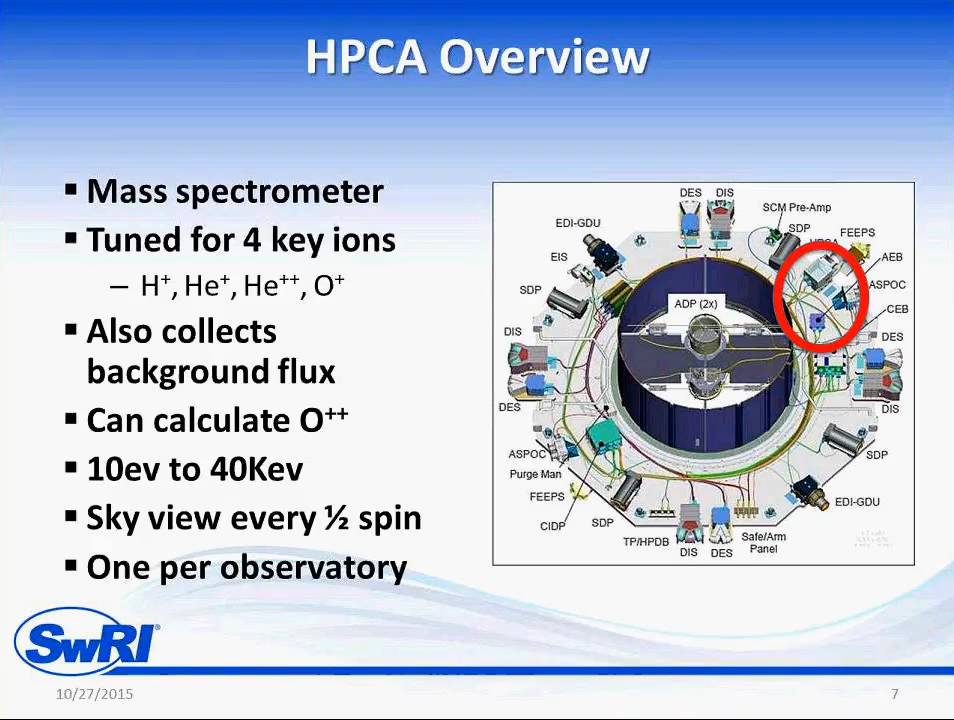 HPCA Overview
▪ Mass spectrometer
▪ Tuned for 4 key ions
– H⁺, He⁺, He⁺⁺, O⁺
▪ Also collects
background flux
▪ Can calculate O⁺⁺
▪ 10ev to 40Kev
▪ Sky view every ½ spin
▪ One per observatory
DES DIS
SCM Pre-Amp
EDI-GDU
SDP
FEEPS
HPCA
EIS
AEB
SDP
ASPOC
ADP (2x)
CEB
DIS
DES
DES
DIS
ASPOC
SDP
Purge Man
FEEPS
EDI-GDU
CIDP
SDP
TP/HPDB
DIS
DES
Safe/Arm
Panel
SwRI®
10/27/2015
7